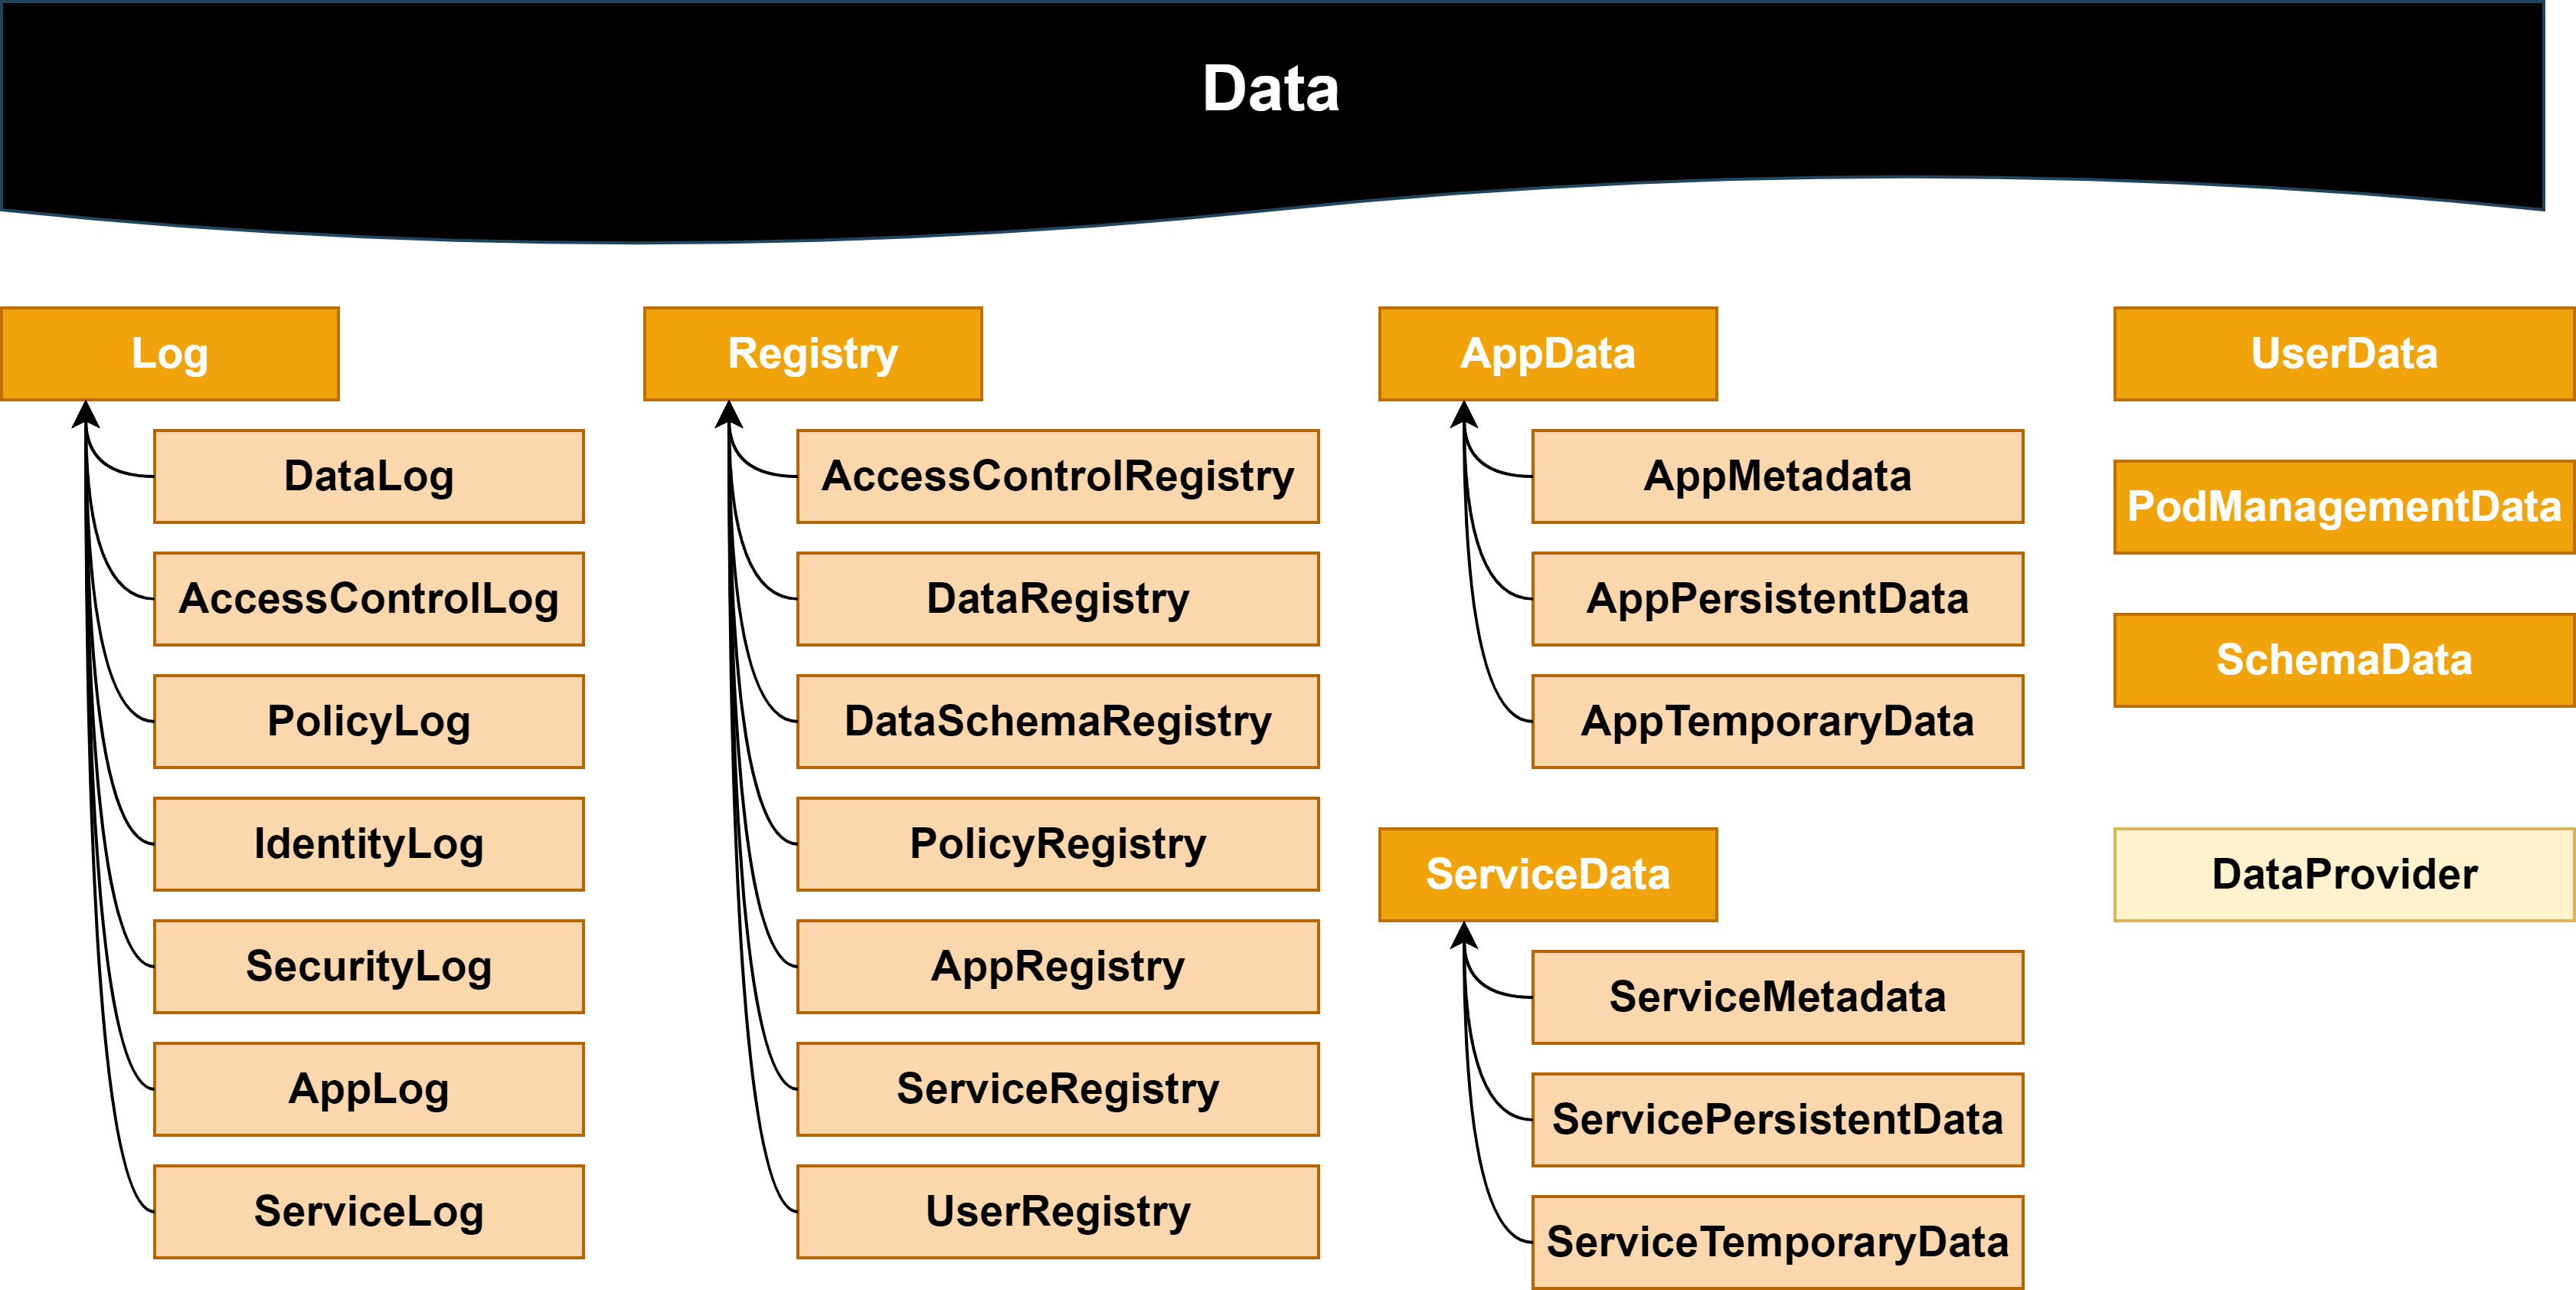 Data
Log
DataLog
AccessControlLog
PolicyLog
IdentityLog
SecurityLog
AppLog
ServiceLog
Registry
AccessControlRegistry
DataRegistry
DataSchemaRegistry
PolicyRegistry
AppRegistry
ServiceRegistry
UserRegistry
AppData
AppMetadata
AppPersistentData
AppTemporaryData
ServiceData
ServiceMetadata
ServicePersistentData
ServiceTemporaryData
UserData
PodManagementData
SchemaData
DataProvider